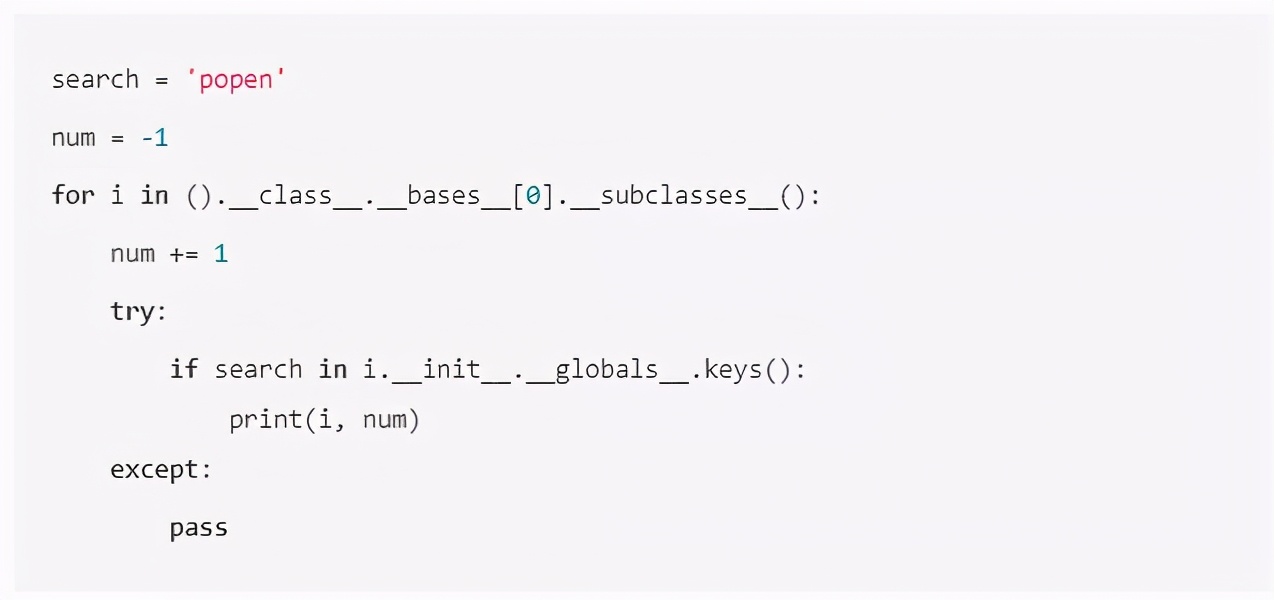 search = 'popen'
num = -1
for i in ().__class__.__bases__[0].__subclasses__():
    num += 1
    try:
        if search in i.__init__.__globals__.keys():
            print(i, num)
    except:
        pass